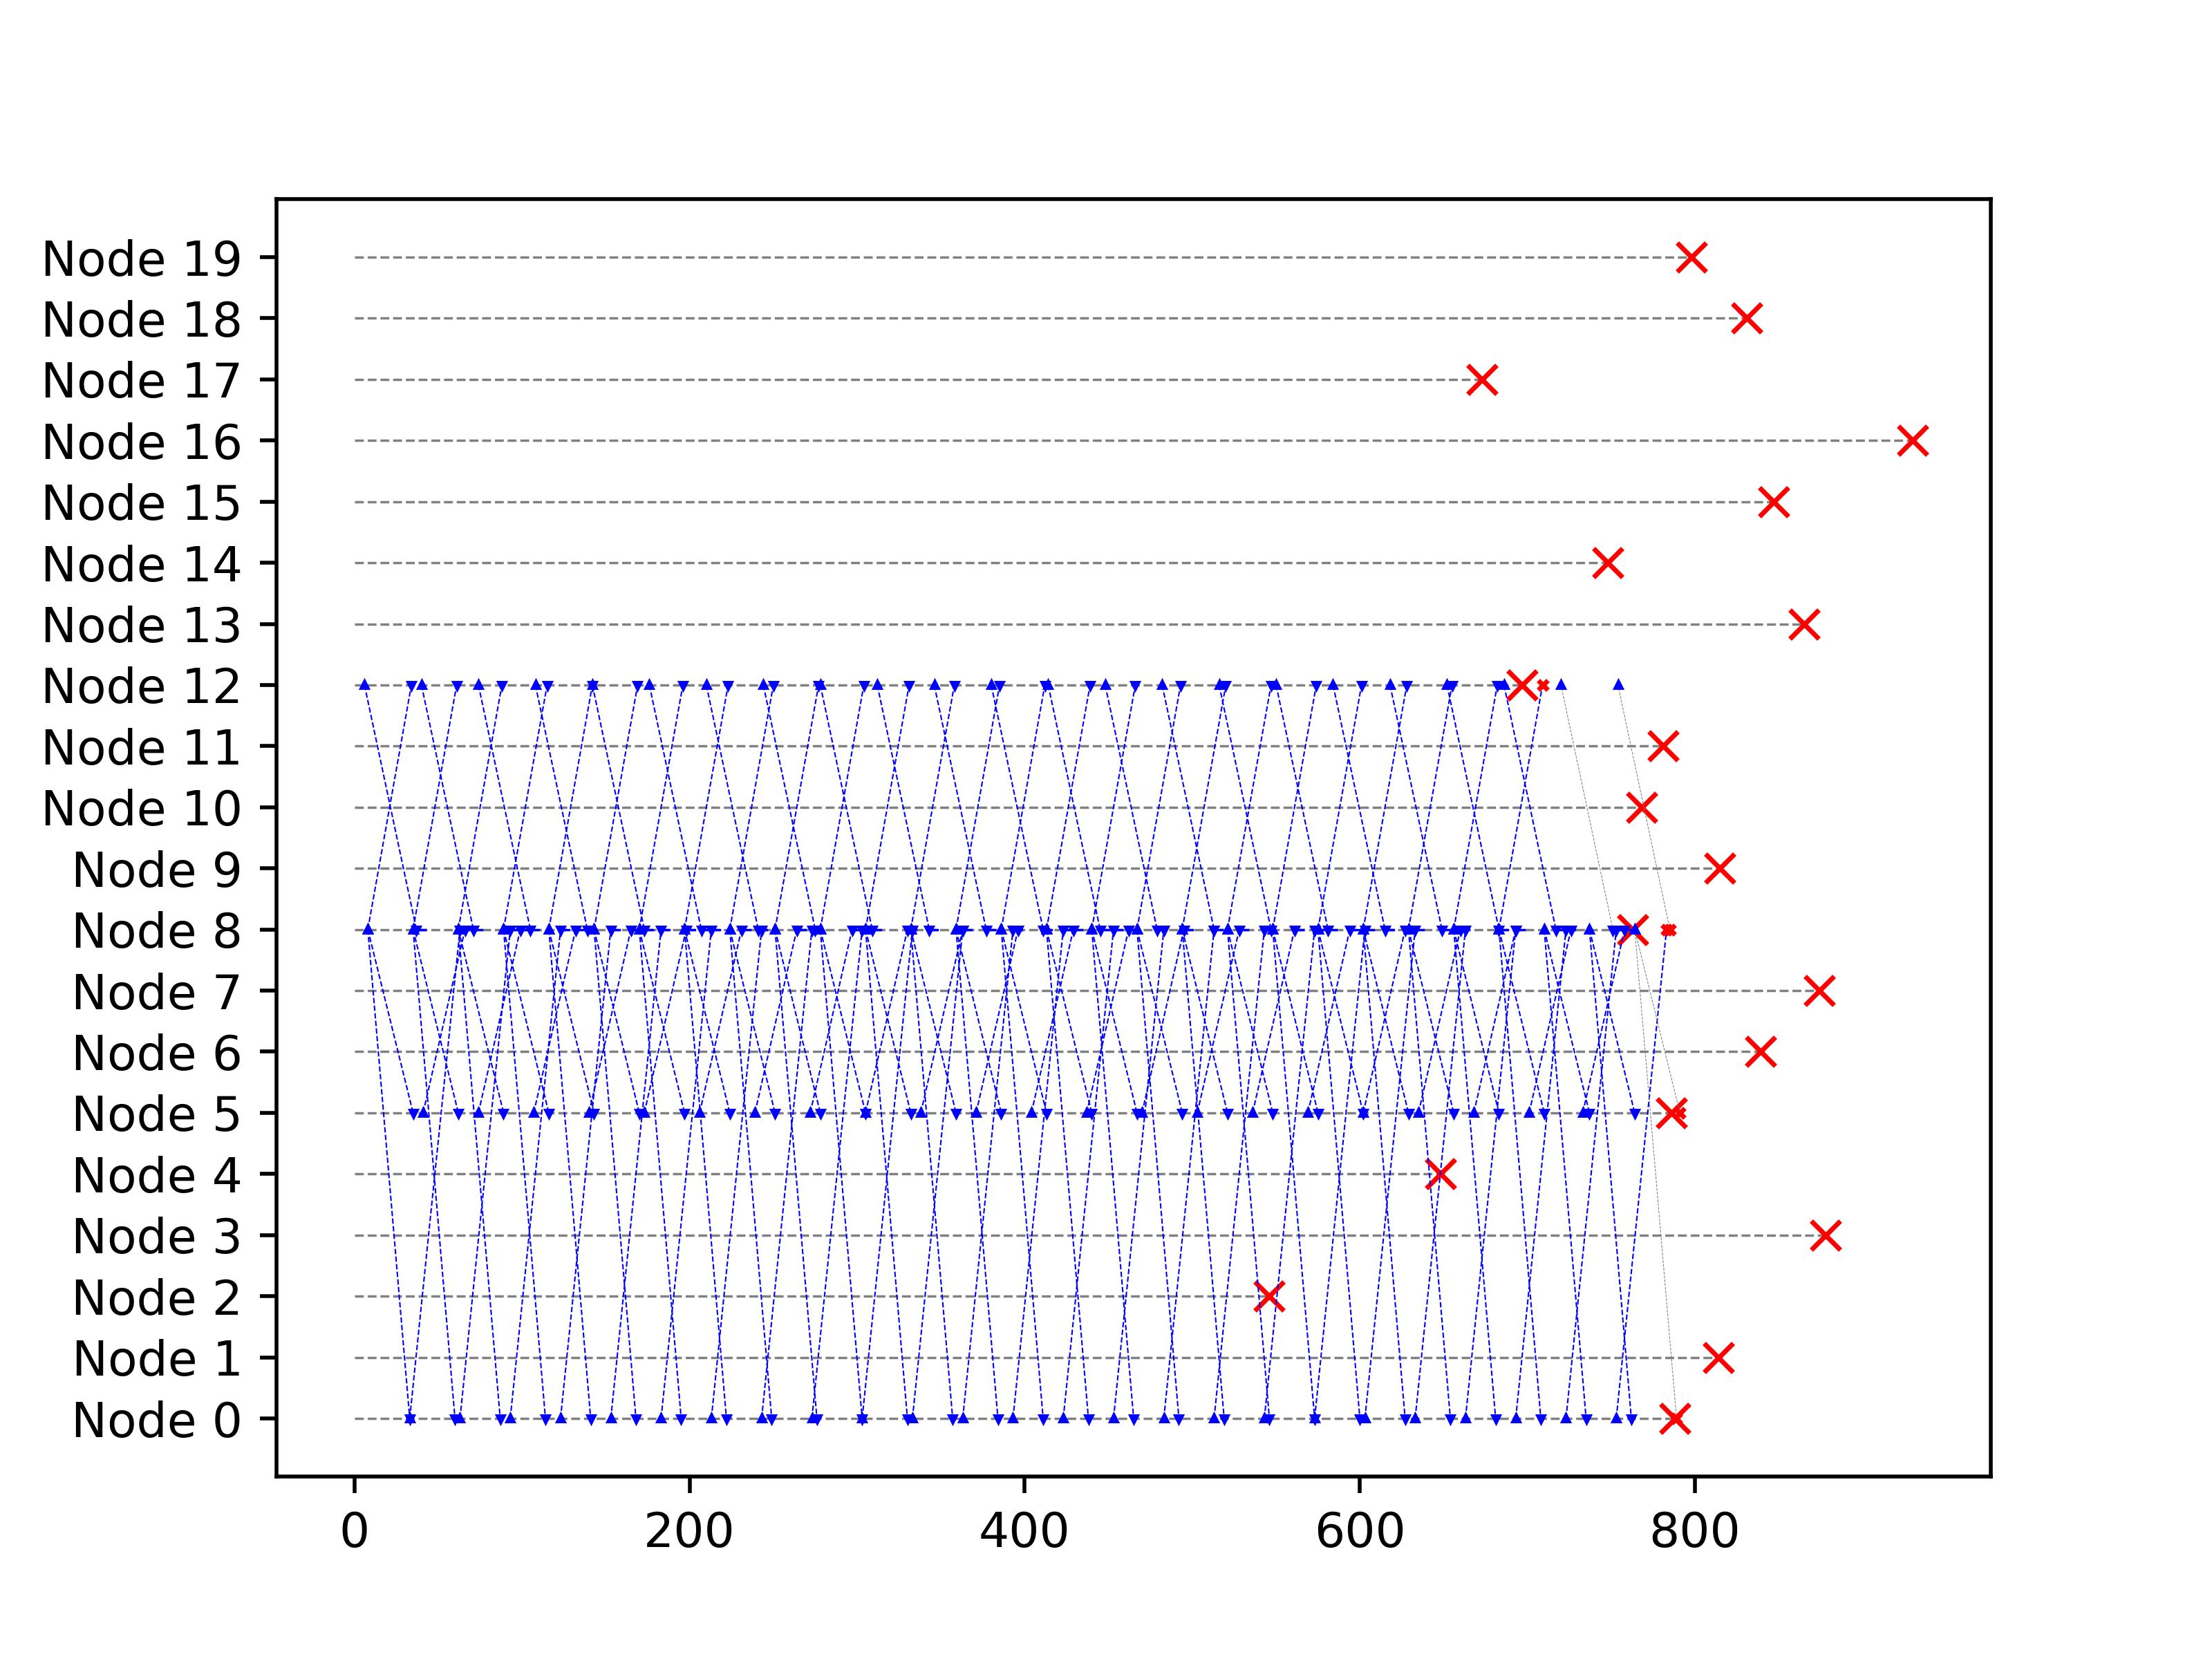 Node 19
Node 18
Node 17
Node 16
Node 15
Node 14
Node 13
Node 12
Node 11
Node 10
Node 9
Node 8
Node 7
Node 6
Node 5
Node 4
Node 3
Node 2
Node 1
Node 0
0 200 400 600 800